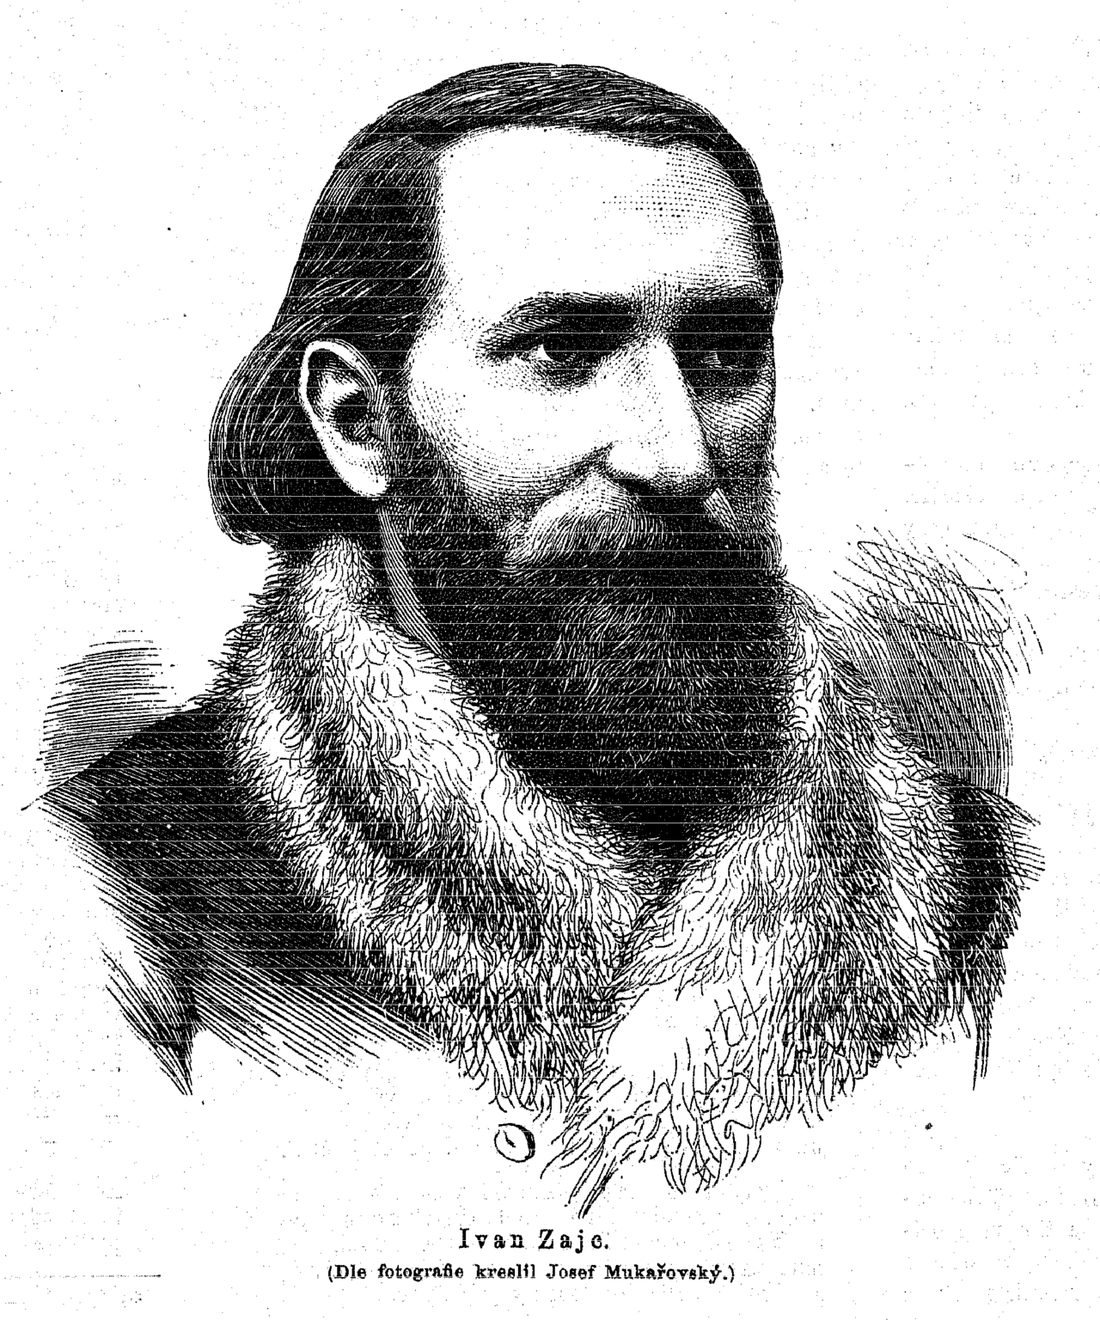 Ivan Zajc.
(Dle fotografie kreslil Josef Mukařovský.)